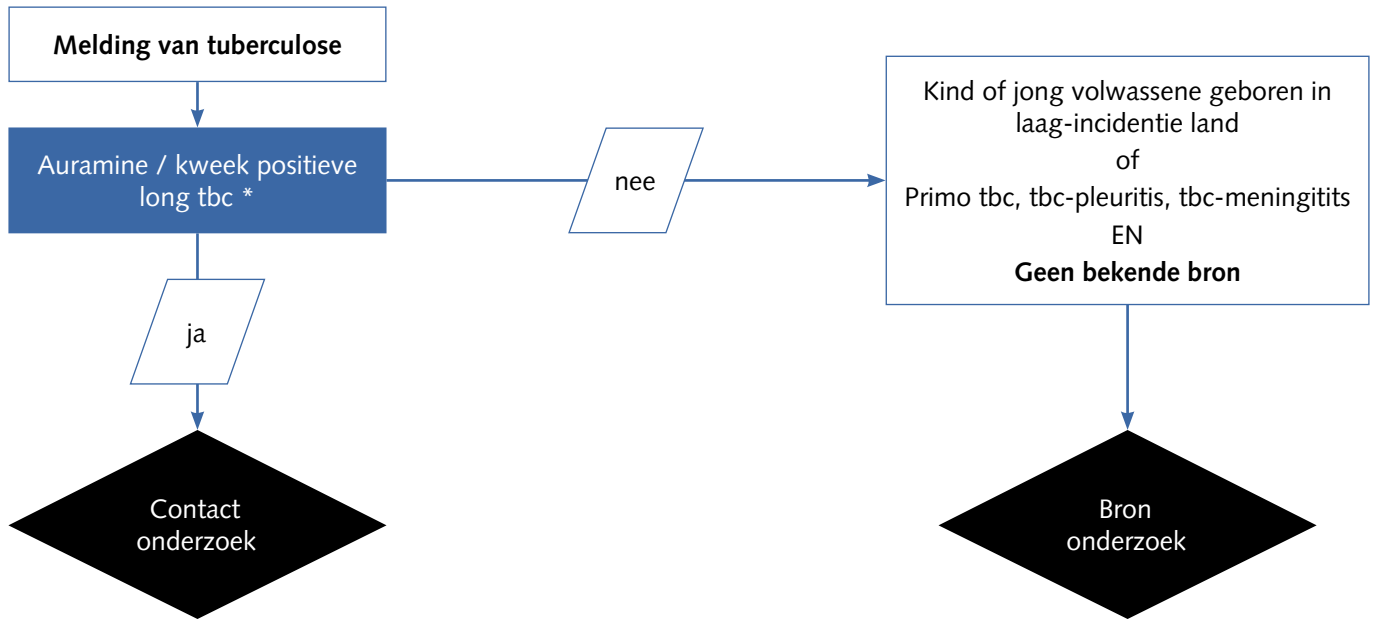 Melding van tuberculose
Auramine / kweek positieve
long tbc *
nee
Kind of jong volwassene geboren in
laag-incidentie land
of
Primo tbc, tbc-pleuritis, tbc-meningitits
EN
Geen bekende bron
ja
Contact
onderzoek
Bron
onderzoek